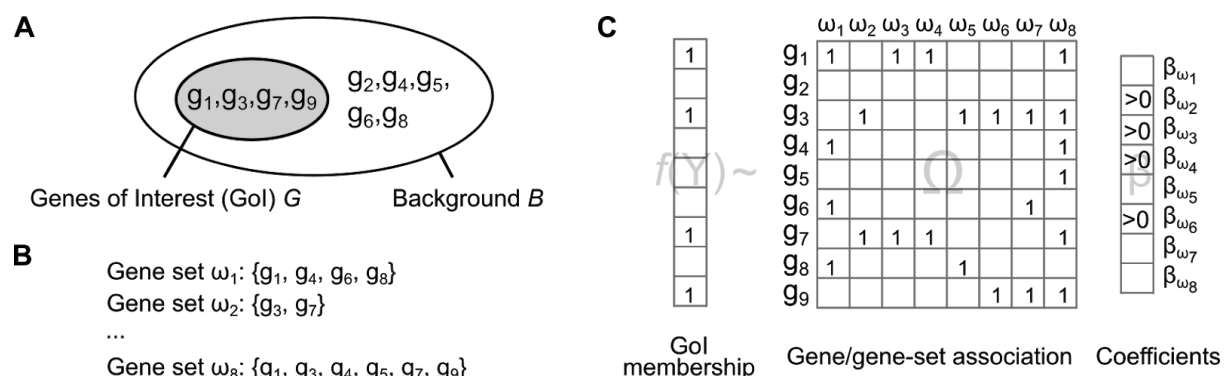 A
g1,g3,g7,g9
g2,g4,g5,
g6,g8
Genes of Interest (GoI) G
Background B
B
Gene set ω1: {g1, g4, g6, g8}
Gene set ω2: {g3, g7}
...
Gene set ω8: {g1, g3, g4, g5, g7, g9}
C
ω1 ω2 ω3 ω4 ω5 ω6 ω7 ω8
1 g1 1 1 1 1 βω1
g2 >0 βω2
1 g3 1 1 1 1 1 >0 βω3
g4 1 1 >0 βω4
f(Y)~ Ω β
g5 1 βω5
g6 1 1 >0 βω6
1 g7 1 1 1 1 βω7
g8 1 1 βω8
1 g9 1 1 1
GoI
membership
Gene/gene-set association
Coefficients